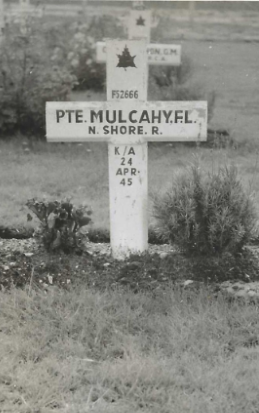 F52666
PTE. MULCAHY.F.L.
N. SHORE. R.
K/A
24
APR.
45